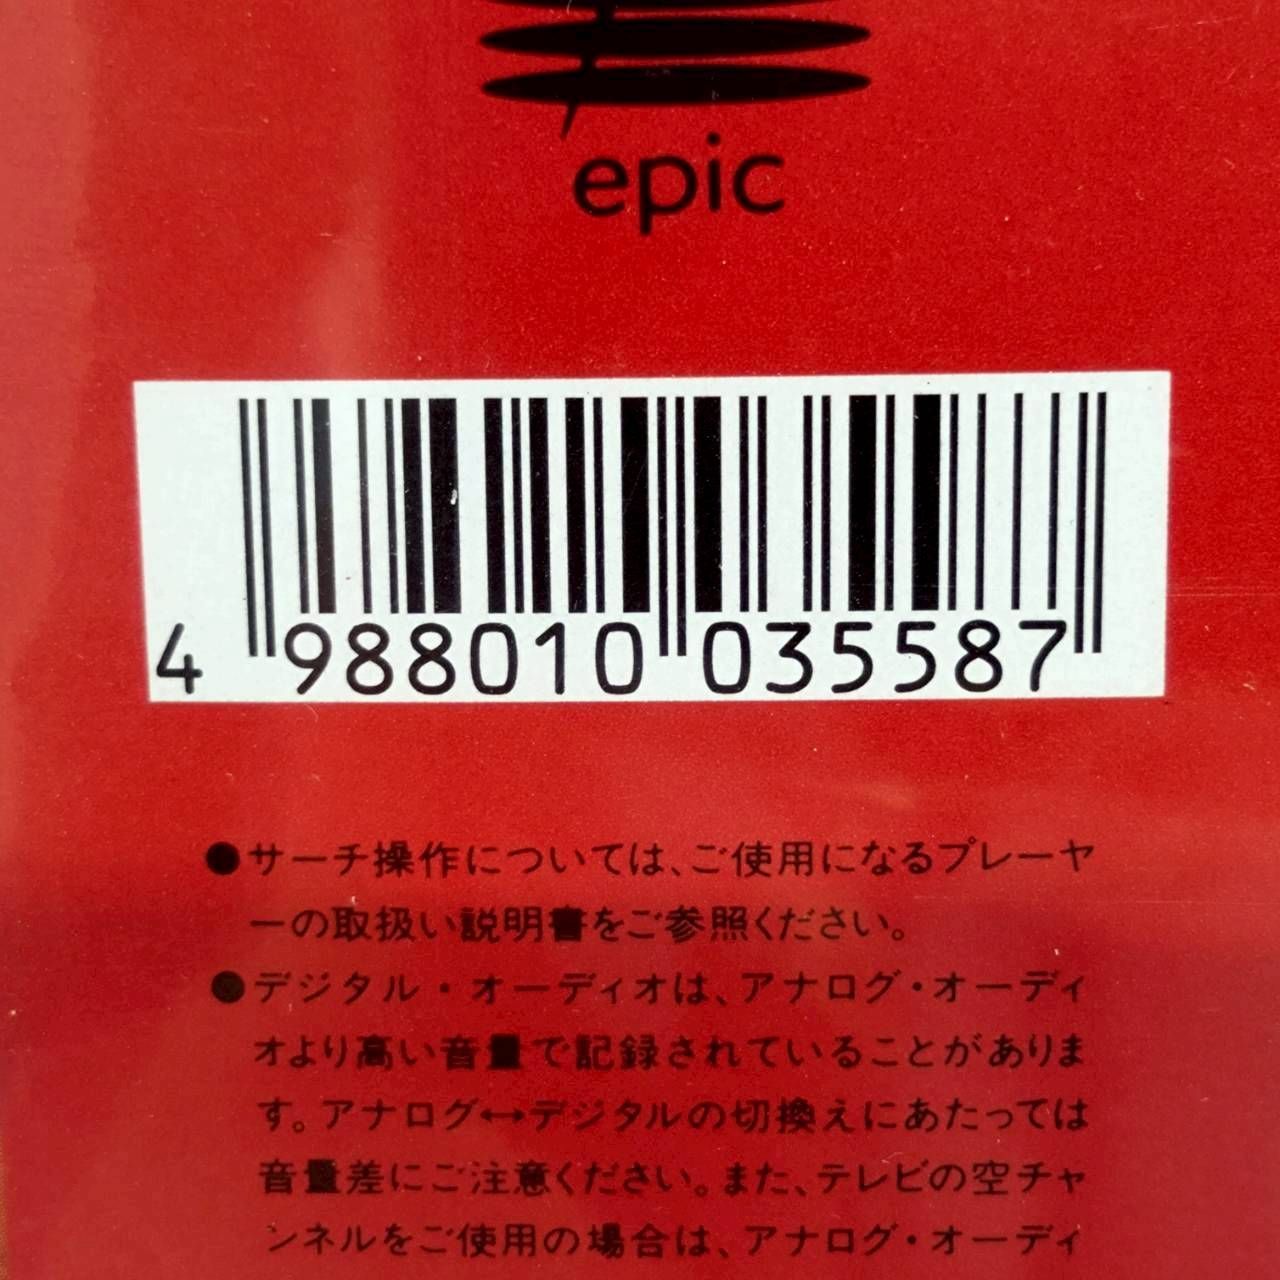 epic
4 988010 035587
●サーチ操作については、ご使用になるプレーヤ
ーの取扱い説明書をご参照ください。
●デジタル・オーディオは、アナログ・オーディ
オより高い音量で記録されていることがありま
す。アナログ↔デジタルの切換えにあたっては
音量差にご注意ください。また、テレビの空チャ
ンネルをご使用の場合は、アナログ・オーディ